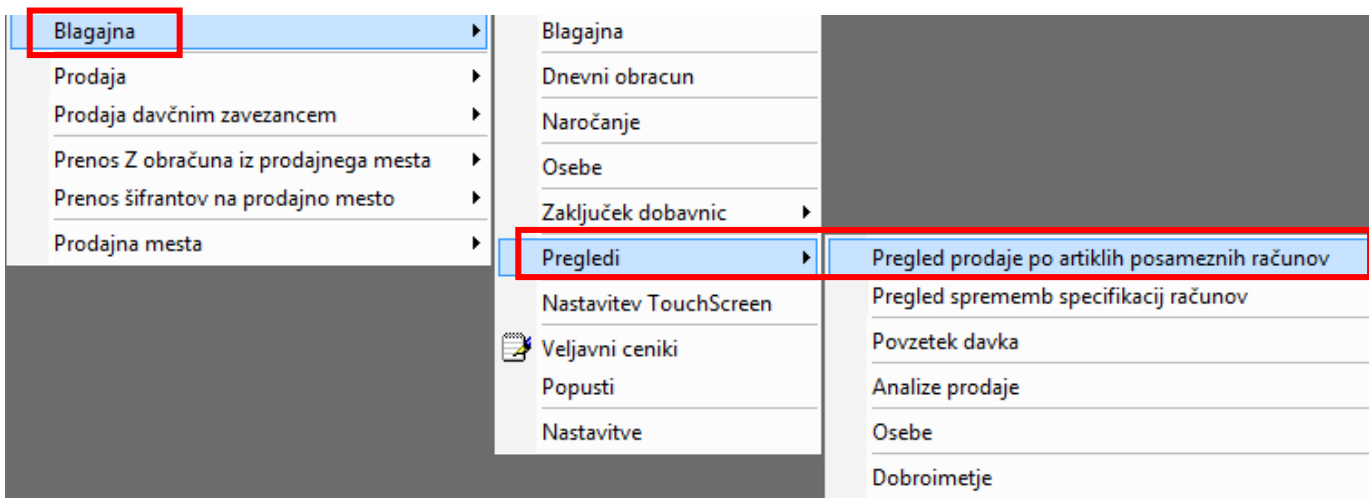 Blagajna
Prodaja
Prodaja davčnim zavezancem
Prenos Z obračuna iz prodajnega mesta
Prenos šifrantov na prodajno mesto
Prodajna mesta
Blagajna
Dnevni obracun
Naročanje
Osebe
Zaključek dobavnic
Pregledi
Nastavitev TouchScreen
Veljavni ceniki
Popusti
Nastavitve
Pregled prodaje po artiklih posameznih računov
Pregled sprememb specifikacij računov
Povzetek davka
Analize prodaje
Osebe
Dobroimetje